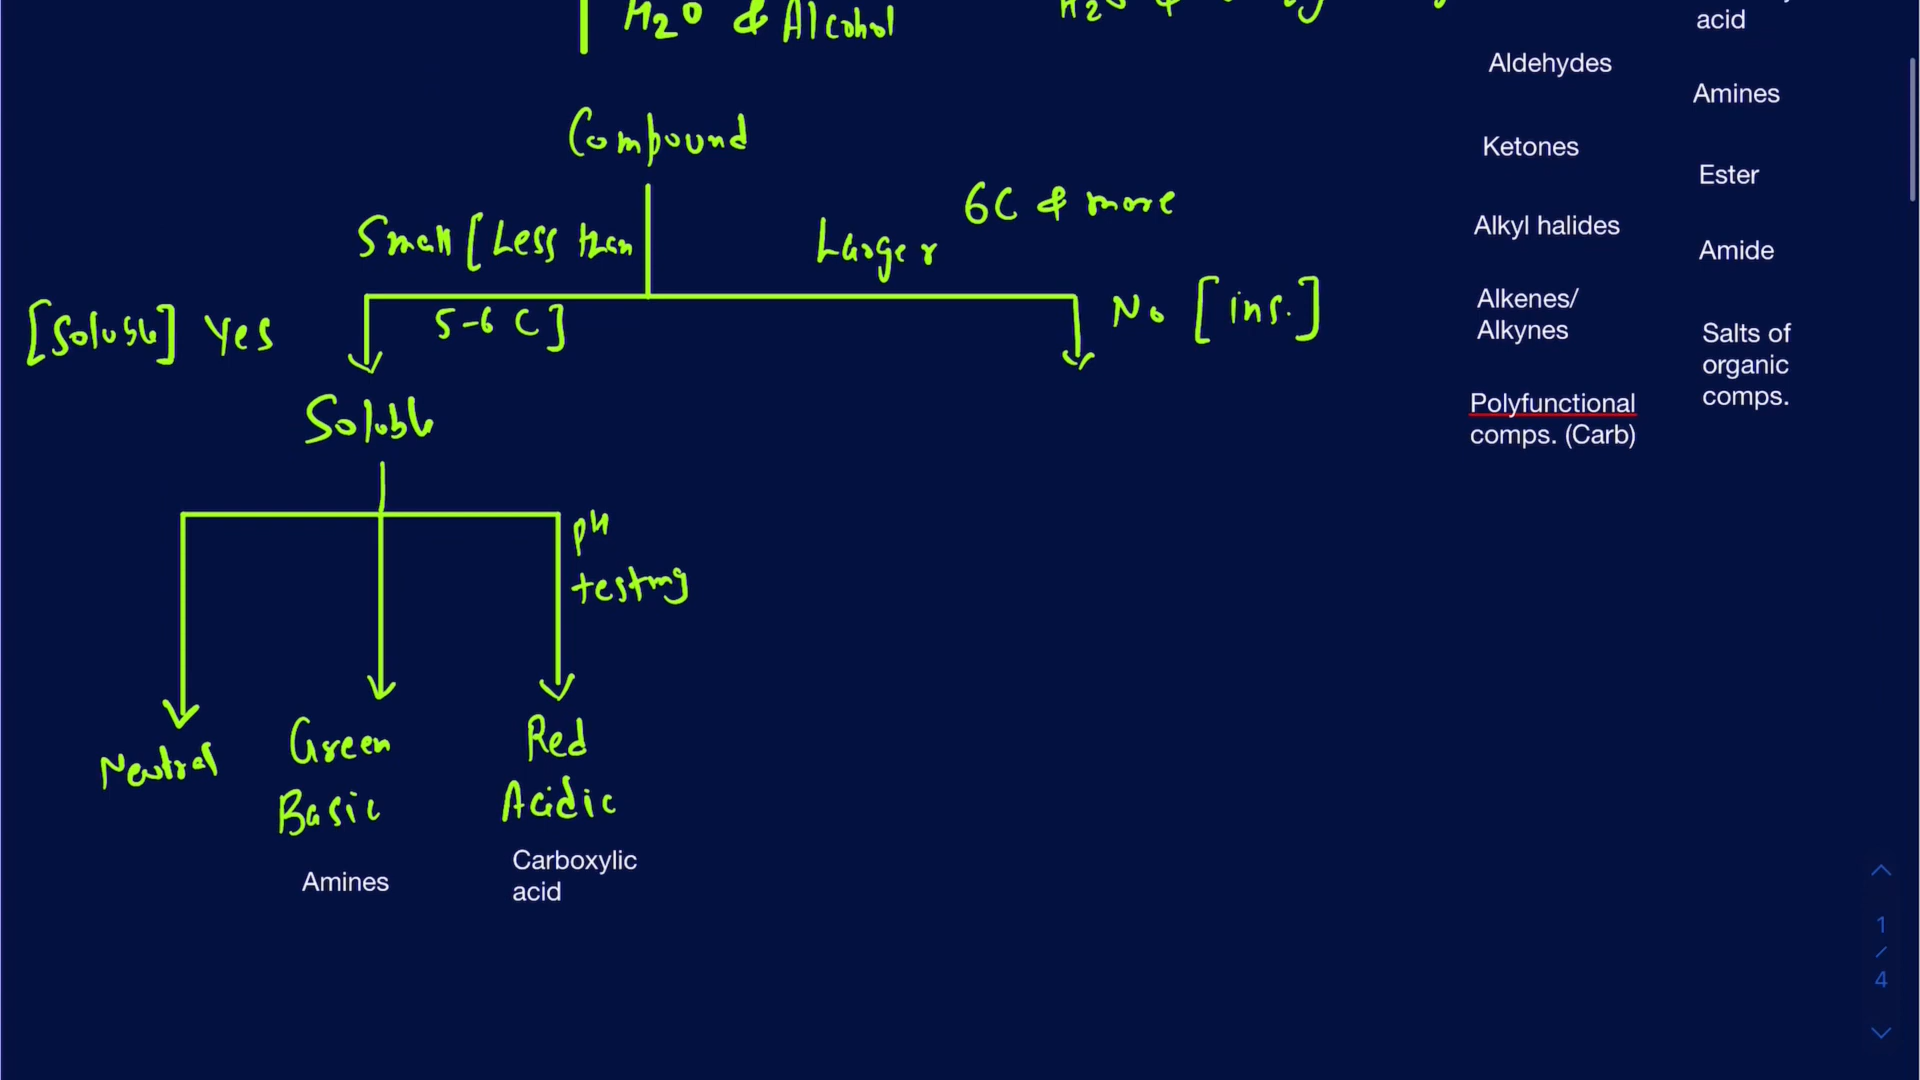 H₂O & Alcohol
H₂O &
acid
Aldehydes
Amines
Compound
Ketones
Ester
6C & more
Small [Less than
Larger
Alkyl halides
Amide
[Soluble] Yes
5-6 C]
No [ins.]
Alkenes/
Alkynes
Salts of
organic
comps.
Soluble
Polyfunctional
comps. (Carb)
pH
testing
Neutral
Green
Basic
Red
Acidic
Amines
Carboxylic
acid
1
/
4